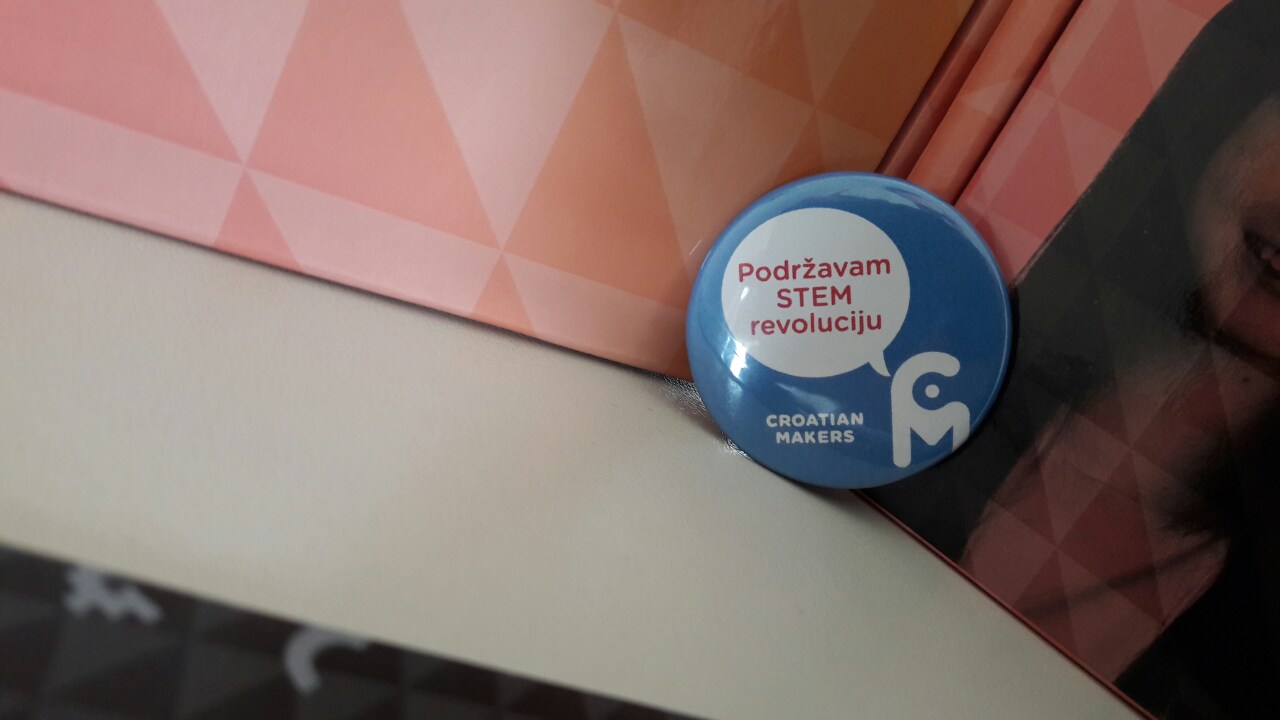 Podržavam
STEM
revoluciju
CROATIAN
MAKERS